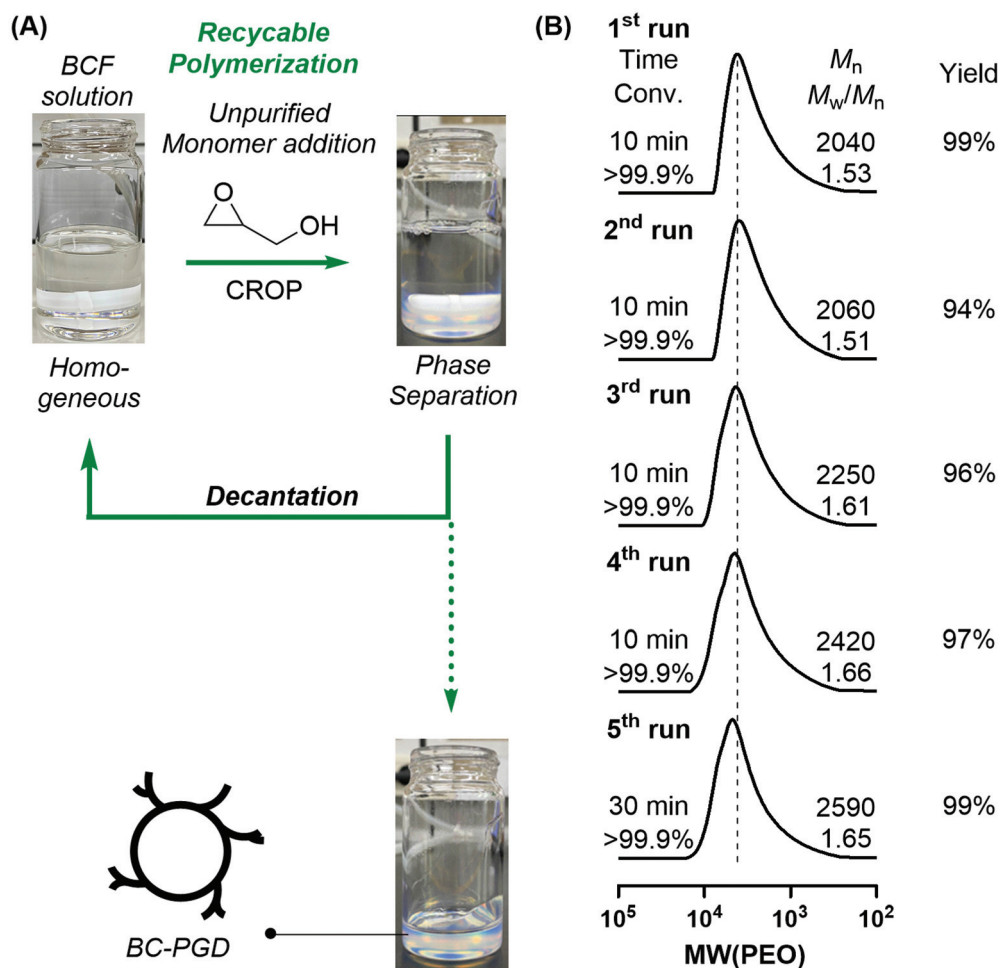 (A)
Recycable
Polymerization
BCF
solution
Unpurified
Monomer addition
O
OH
CROP
Homo-
geneous
Phase
Separation
Decantation
BC-PGD
(B)
1st run
Time
Conv.
Mn
Mw/Mn
Yield
10 min
>99.9%
2040
1.53
99%
2nd run
10 min
>99.9%
2060
1.51
94%
3rd run
10 min
>99.9%
2250
1.61
96%
4th run
10 min
>99.9%
2420
1.66
97%
5th run
30 min
>99.9%
2590
1.65
99%
10^5 10^4 10^3 10^2
MW(PEO)